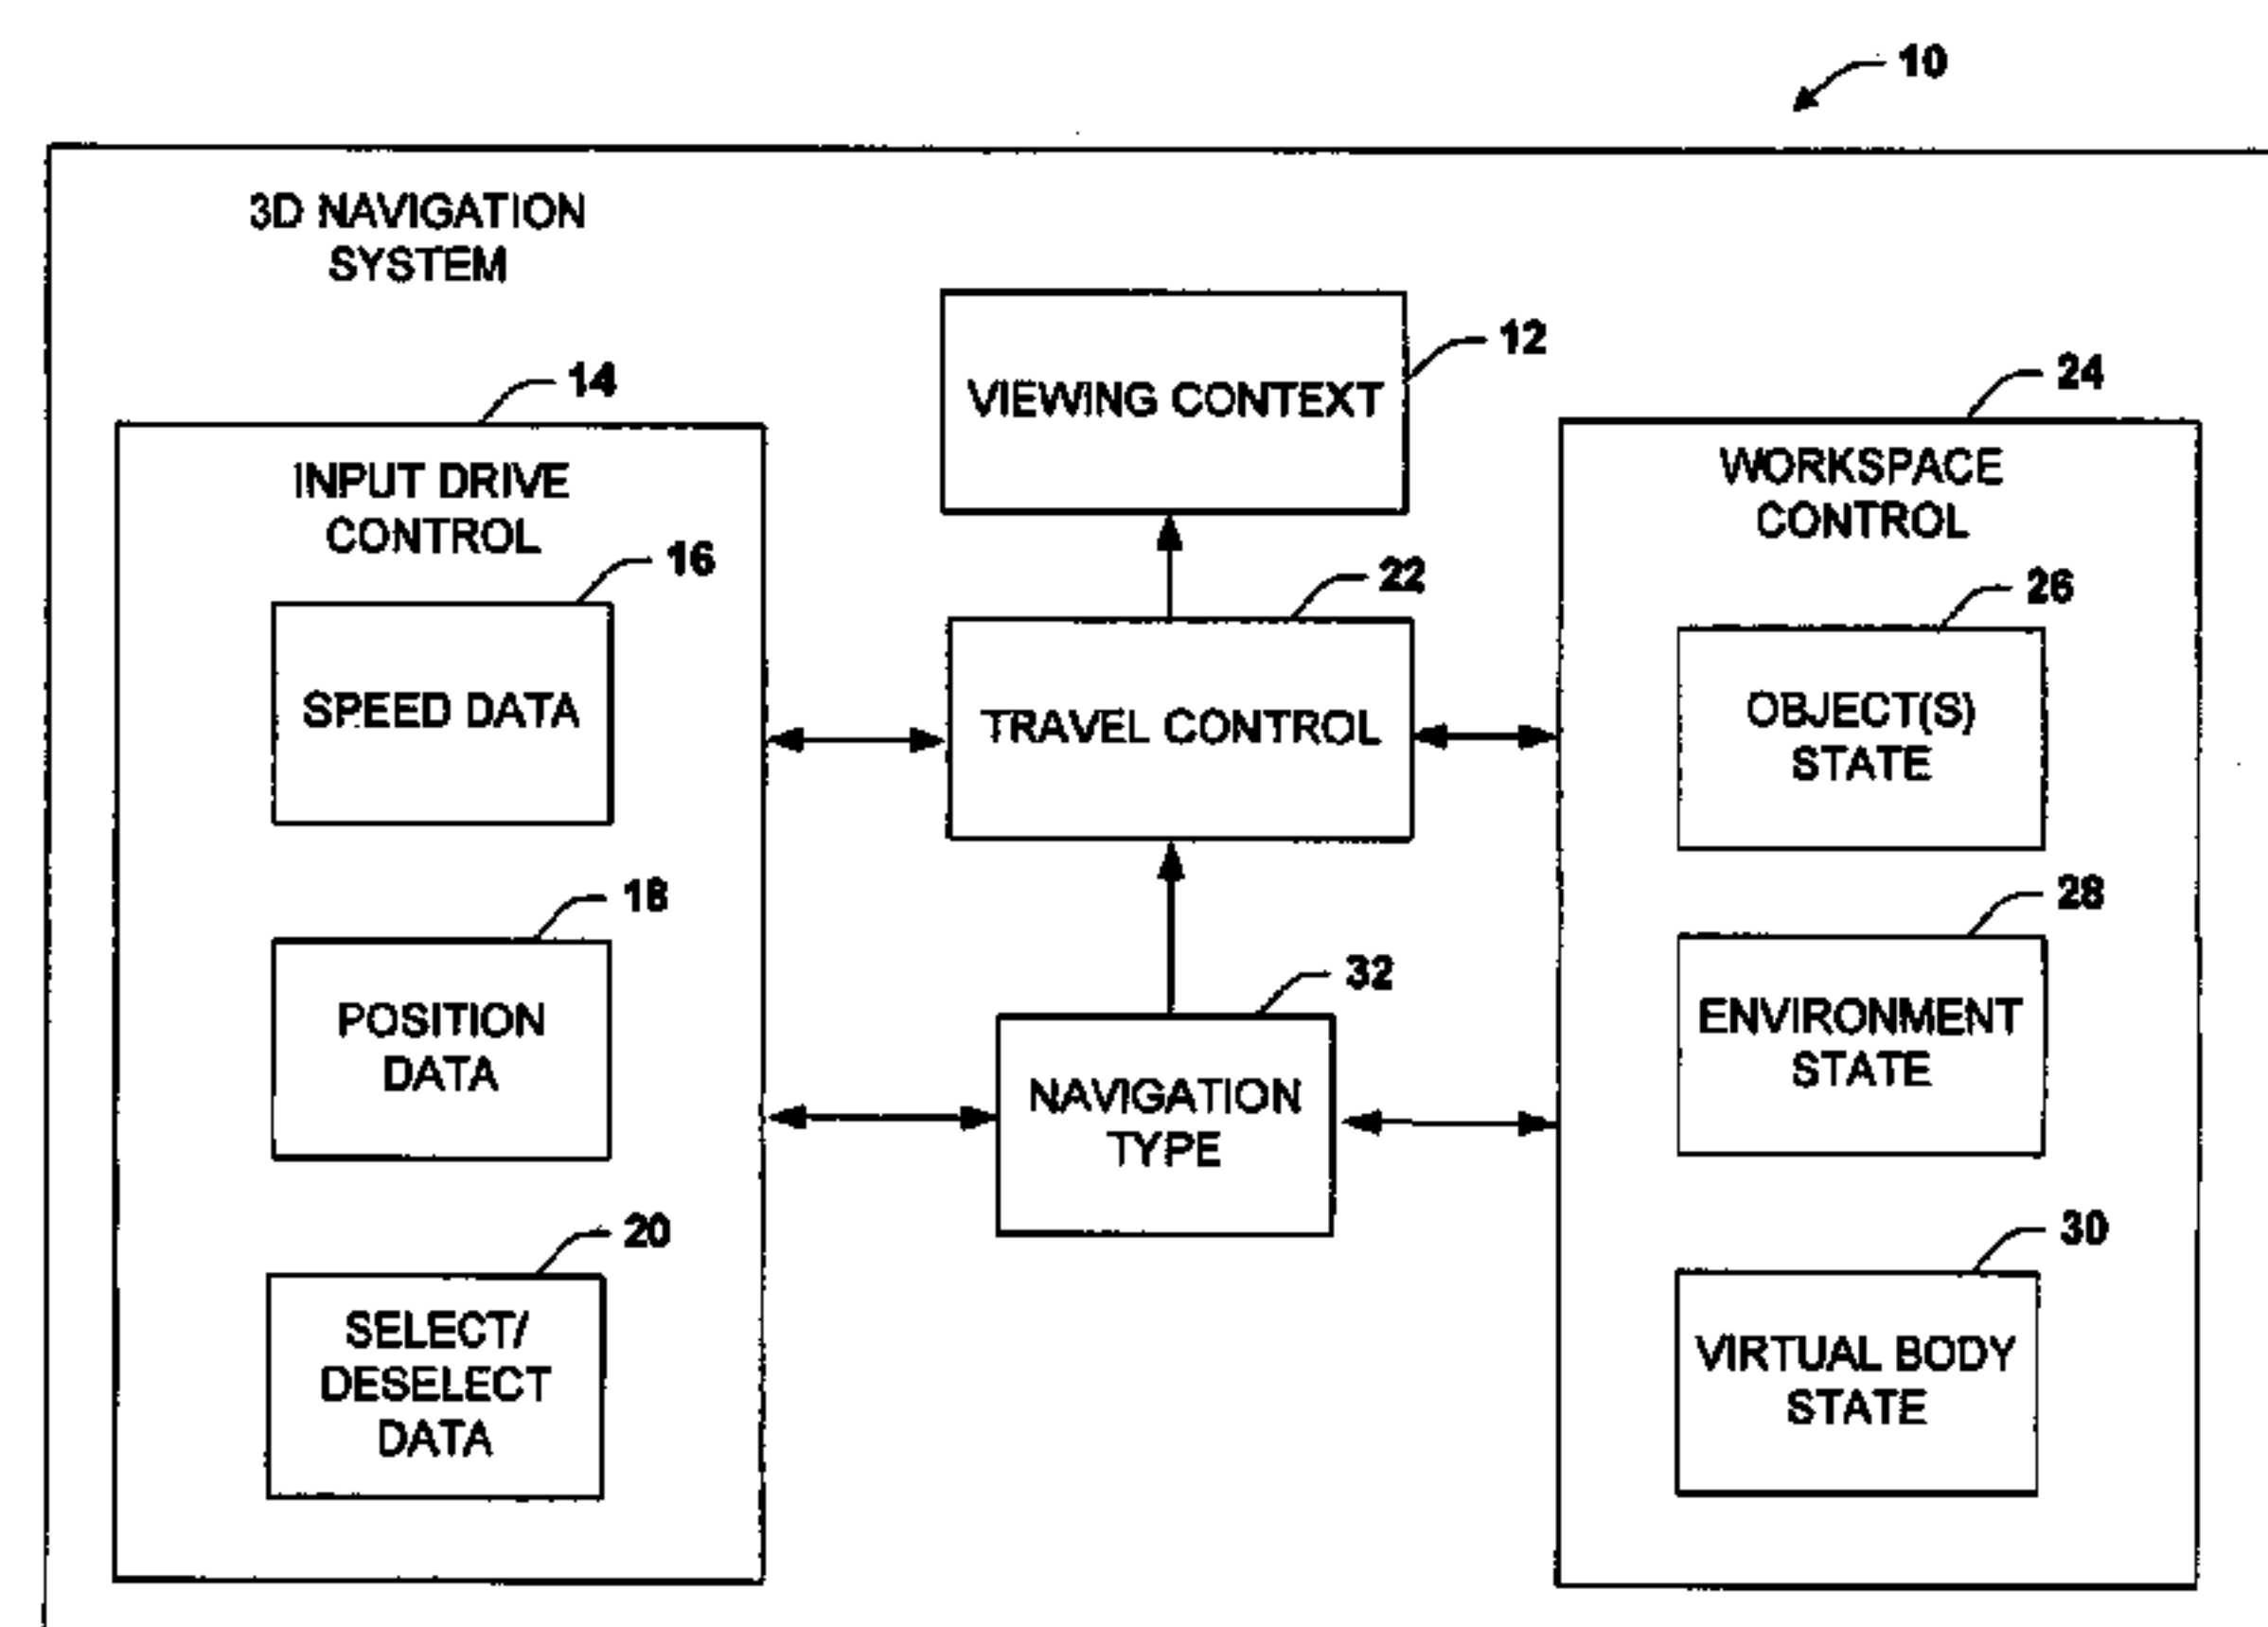 10
3D NAVIGATION
SYSTEM
12
VIEWING CONTEXT
14
INPUT DRIVE
CONTROL
16
SPEED DATA
18
POSITION
DATA
20
SELECT/
DESELECT
DATA
22
TRAVEL CONTROL
32
NAVIGATION
TYPE
24
WORKSPACE
CONTROL
26
OBJECT(S)
STATE
28
ENVIRONMENT
STATE
30
VIRTUAL BODY
STATE